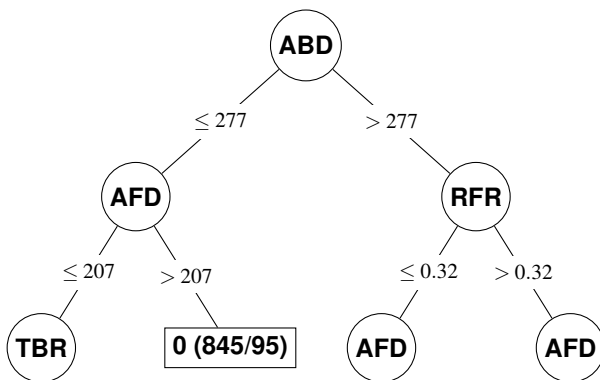 ABD
≤ 277
> 277
AFD
RFR
≤ 207
> 207
≤ 0.32
> 0.32
TBR
0 (845/95)
AFD
AFD